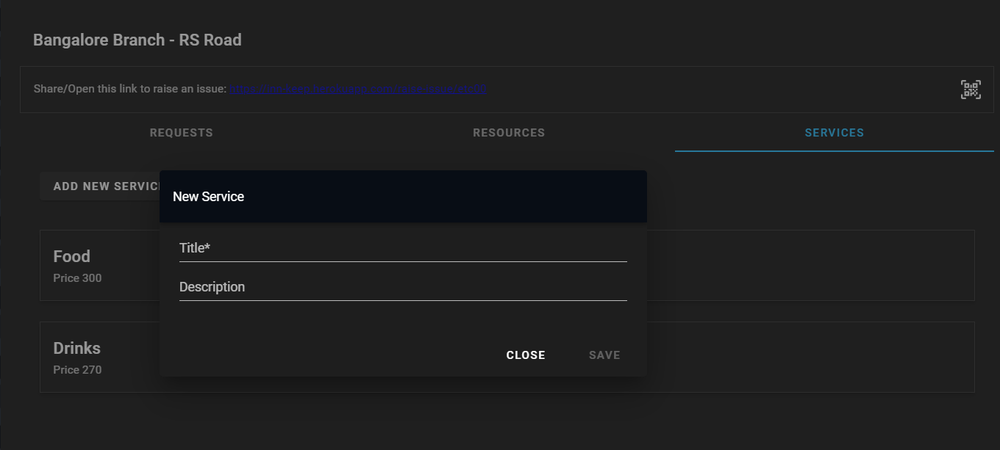 Bangalore Branch - RS Road
Share/Open this link to raise an issue:
REQUESTS RESOURCES SERVICES
ADD NEW SERVIC
New Service
Title*
Description
CLOSE SAVE
Food
Price 300
Drinks
Price 270